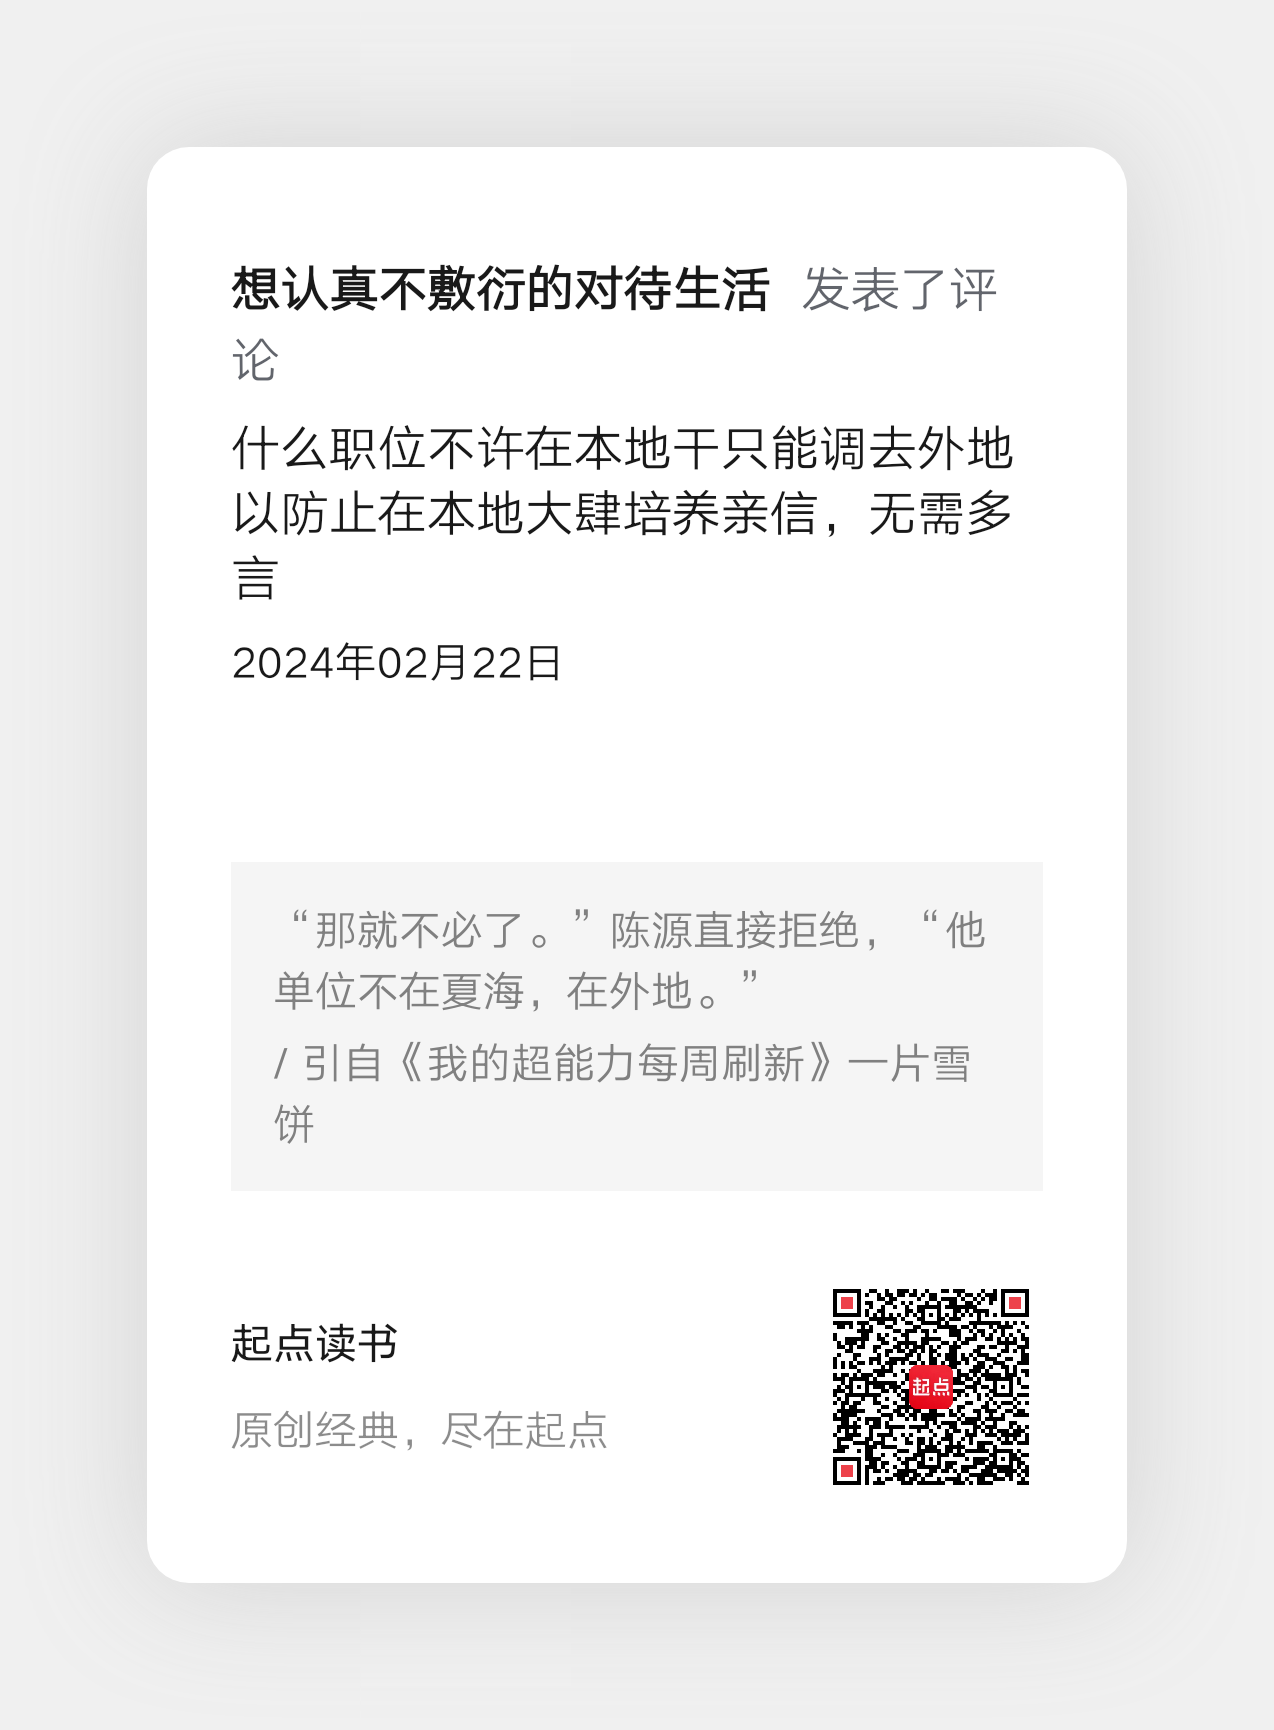 想认真不敷衍的对待生活 发表了评
论
什么职位不许在本地干只能调去外地
以防止在本地大肆培养亲信，无需多
言
2024年02月22日
“那就不必了。”陈源直接拒绝，“他
单位不在夏海，在外地。”
/ 引自《我的超能力每周刷新》一片雪
饼
起点读书
原创经典，尽在起点
起点